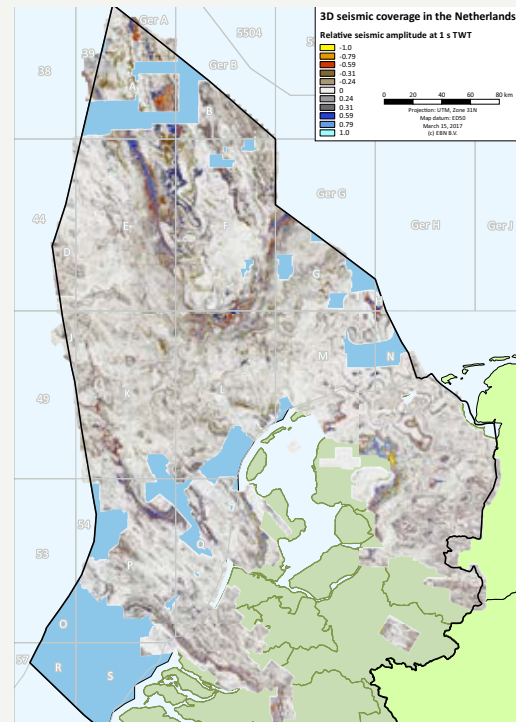 3D seismic coverage in the Netherlands
Relative seismic amplitude at 1 s TWT
-1.0
-0.79
-0.59
-0.31
-0.24
0
0.24
0.31
0.59
0.79
1.0
0 20 40 60 80 km
Projection: UTM, Zone 31N
Map datum: ED50
March 15, 2017
(c) EBN B.V.
Ger A
5504
39
38
Ger B
A
B
Ger G
44
E
F
Ger H
Ger J
D
G
J
M
N
K
L
49
54
Q
53
P
O
57
R
S